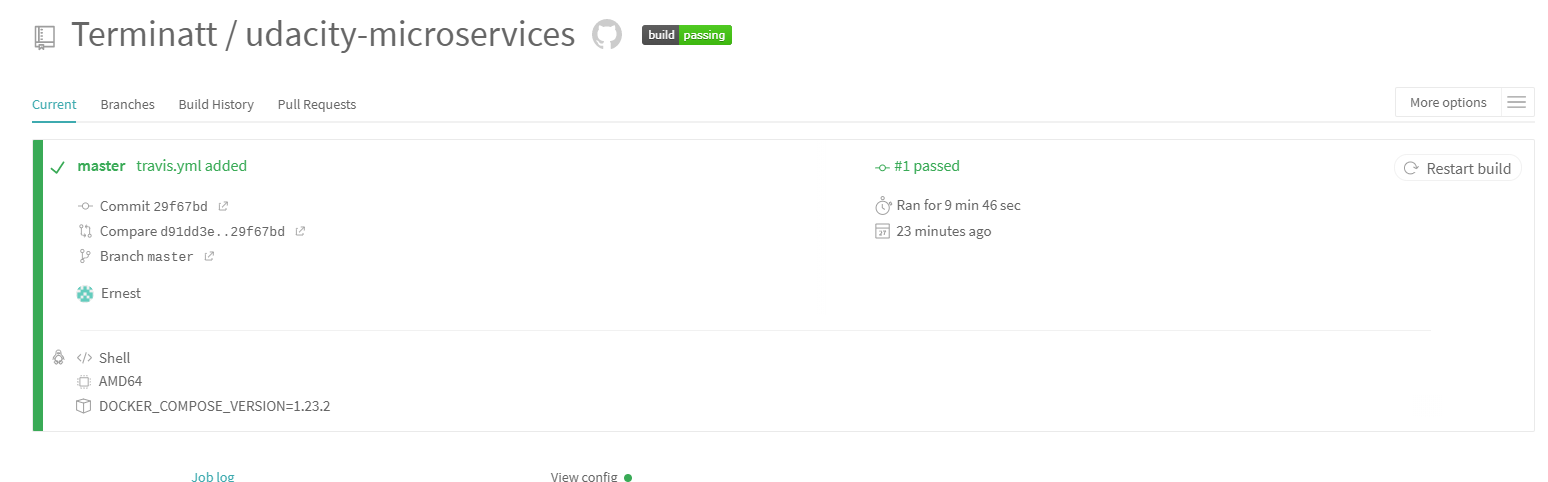 Terminatt / udacity-microservices build passing
Current Branches Build History Pull Requests More options
master travis.yml added #1 passed Restart build
Commit 29f67bd Ran for 9 min 46 sec
Compare d91dd3e..29f67bd 27 23 minutes ago
Branch master
Ernest
Shell
AMD64
DOCKER_COMPOSE_VERSION=1.23.2
Job log View config